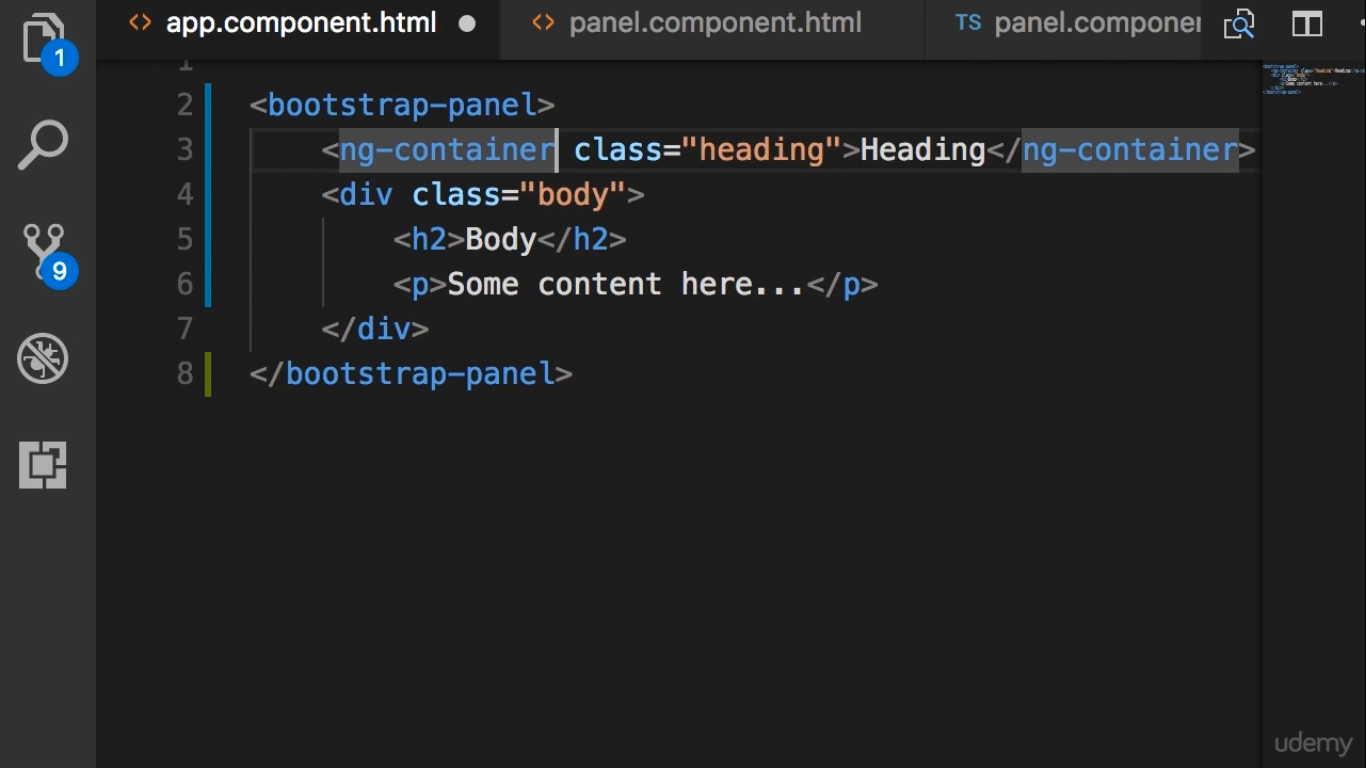 1
<> app.component.html
<> panel.component.html
TS panel.componen
1
2 <bootstrap-panel>
3 <ng-container class="heading">Heading</ng-container>
4 <div class="body">
5 <h2>Body</h2>
6 <p>Some content here...</p>
7 </div>
8 </bootstrap-panel>
9
udemy